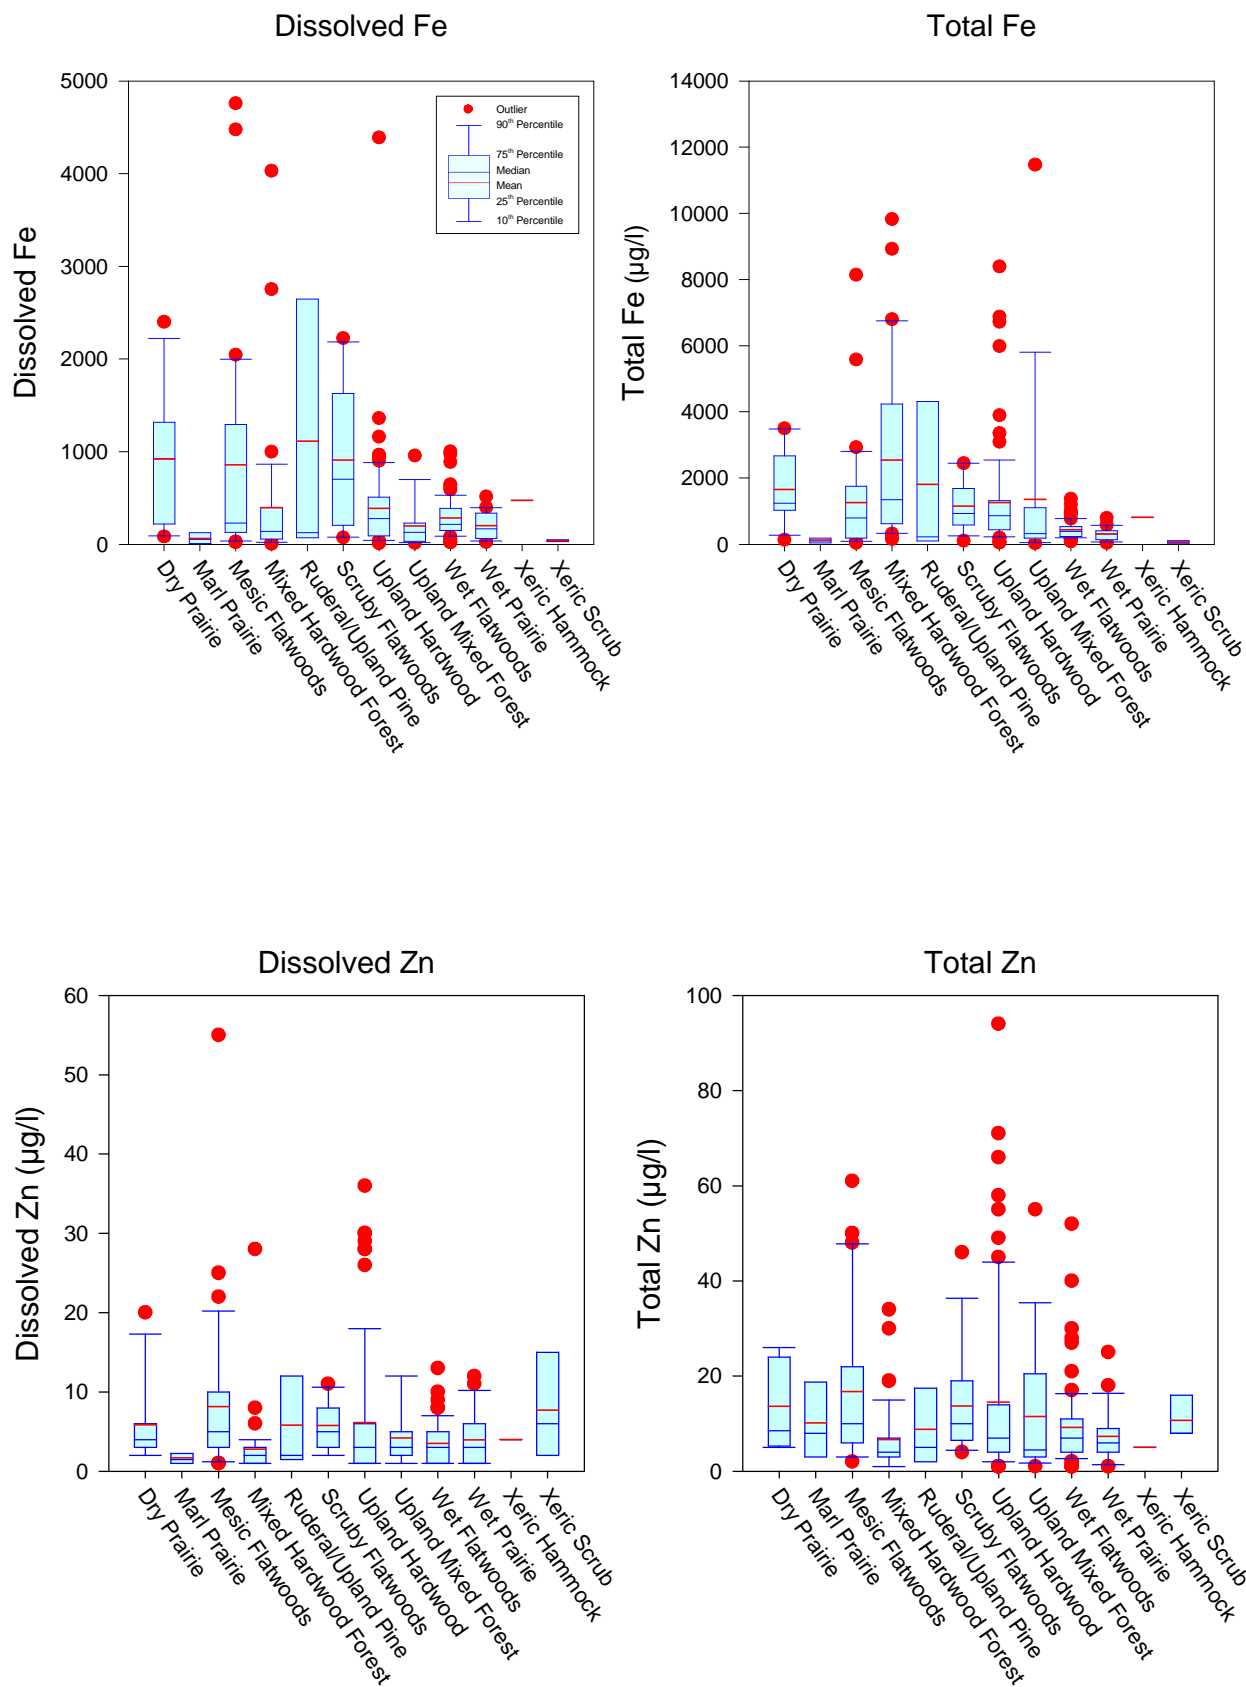 Dissolved Fe
Total Fe
Dissolved Fe
5000
4000
3000
2000
1000
0
Outlier
90th Percentile
75th Percentile
Median
Mean
25th Percentile
10th Percentile
Dry Prairie
Marl Prairie
Mesic Flatwoods
Mixed Hardwood Forest
Ruderal/Upland Pine
Scruby Flatwoods
Upland Hardwood
Upland Mixed Forest
Wet Flatwoods
Wet Prairie
Xeric Hammock
Xeric Scrub
Total Fe (µg/l)
14000
12000
10000
8000
6000
4000
2000
0
Dry Prairie
Marl Prairie
Mesic Flatwoods
Mixed Hardwood Forest
Ruderal/Upland Pine
Scruby Flatwoods
Upland Hardwood
Upland Mixed Forest
Wet Flatwoods
Wet Prairie
Xeric Hammock
Xeric Scrub
Dissolved Zn
Total Zn
Dissolved Zn (µg/l)
60
50
40
30
20
10
0
Dry Prairie
Marl Prairie
Mesic Flatwoods
Mixed Hardwood Forest
Ruderal/Upland Pine
Scruby Flatwoods
Upland Hardwood
Upland Mixed Forest
Wet Flatwoods
Wet Prairie
Xeric Hammock
Xeric Scrub
Total Zn (µg/l)
100
80
60
40
20
0
Dry Prairie
Marl Prairie
Mesic Flatwoods
Mixed Hardwood Forest
Ruderal/Upland Pine
Scruby Flatwoods
Upland Hardwood
Upland Mixed Forest
Wet Flatwoods
Wet Prairie
Xeric Hammock
Xeric Scrub